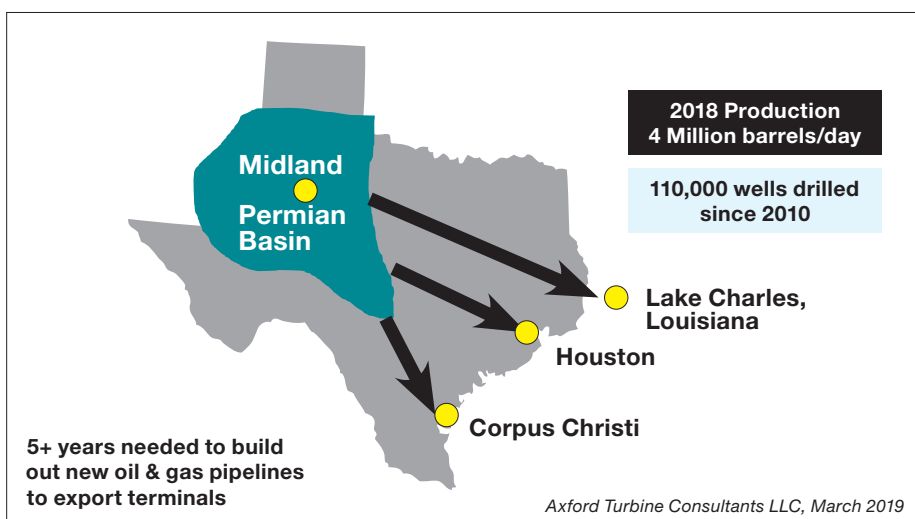 2018 Production
4 Million barrels/day
110,000 wells drilled
since 2010
Midland
Permian
Basin
Lake Charles,
Louisiana
Houston
Corpus Christi
5+ years needed to build
out new oil & gas pipelines
to export terminals
Axford Turbine Consultants LLC, March 2019